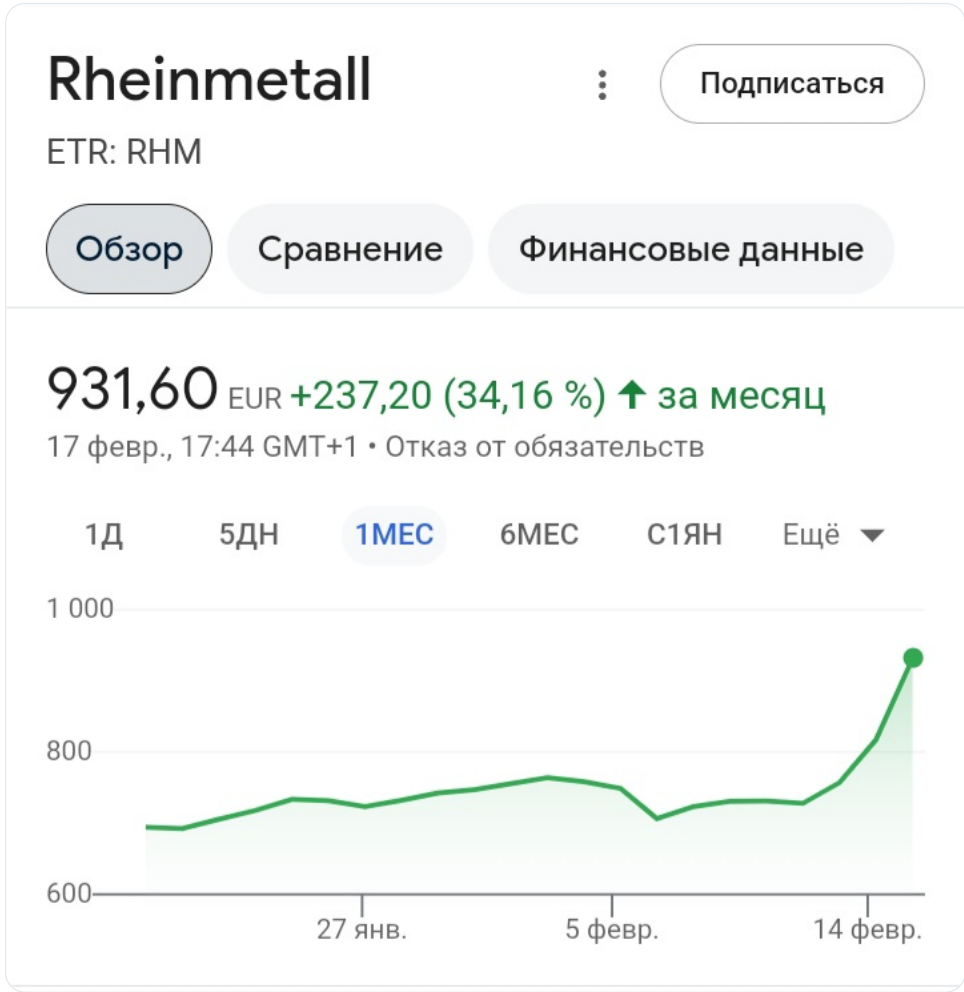 Rheinmetall
Подписаться
ETR: RHM
Обзор Сравнение Финансовые данные
931,60 EUR +237,20 (34,16 %) ↑ за месяц
17 февр., 17:44 GMT+1 • Отказ от обязательств
1Д 5ДН 1МЕС 6МЕС С1ЯН Ещё
1 000
800
600
27 янв. 5 февр. 14 февр.